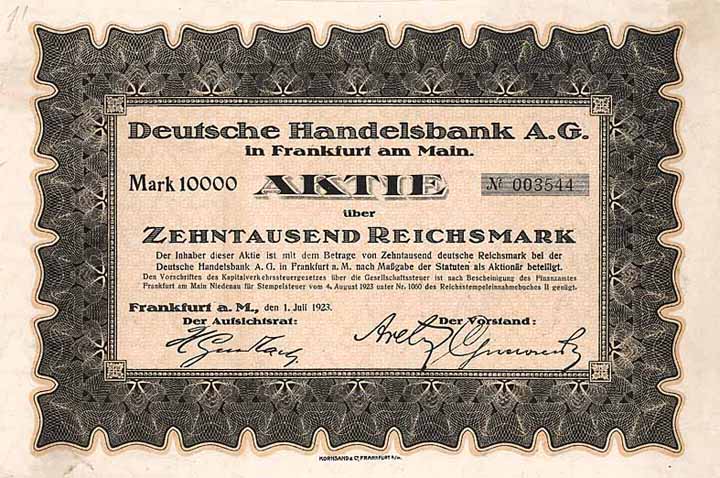 Deutsche Handelsbank A.G.
in Frankfurt am Main.
Mark 10000 AKTIE № 003544
über
ZEHNTAUSEND REICHSMARK
Der Inhaber dieser Aktie ist mit dem Betrage von Zehntausend deutsche Reichsmark bei der
Deutsche Handelsbank A. G. in Frankfurt a. M. nach Maßgabe der Statuten als Aktionär beteiligt.
Den Vorschriften des Kapitalverkehrssteuergesetzes über die Gesellschaftssteuer ist nach Bescheinigung des Finanzamtes
Frankfurt am Main Niedenau für Stempelsteuer vom 4. August 1923 unter Nr. 1060 des Reichsstempeleinnahmebuches II genügt.
Frankfurt a. M., den 1. Juli 1923.
Der Aufsichtsrat: Der Vorstand:
KORNSAND & Co, FRANKFURT a/M.